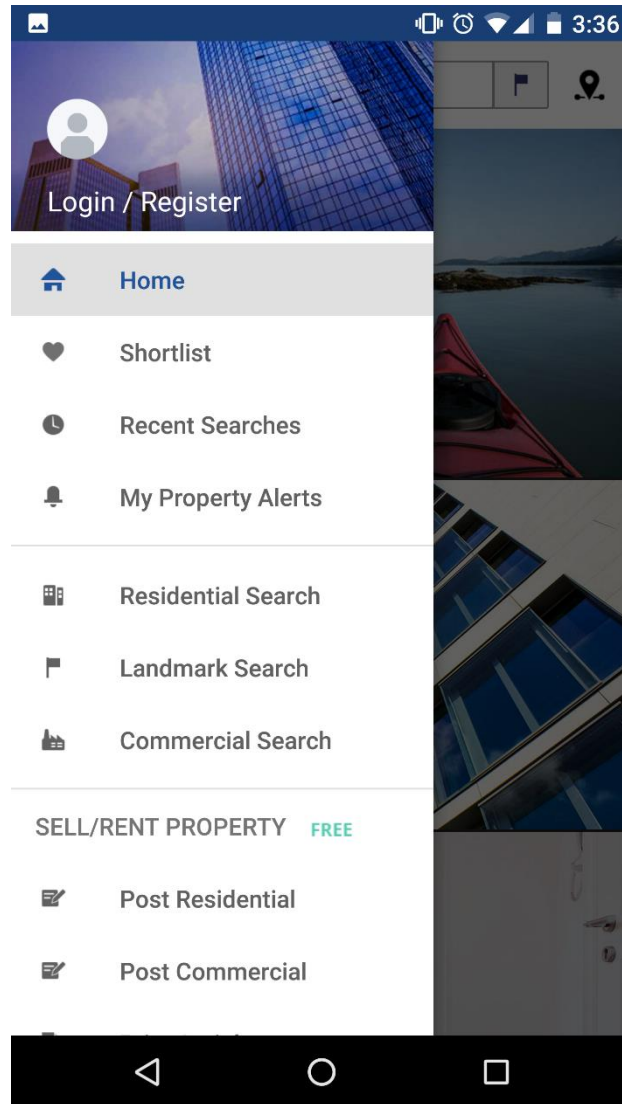 3:36
Login / Register
Home
Shortlist
Recent Searches
My Property Alerts
Residential Search
Landmark Search
Commercial Search
SELL/RENT PROPERTY FREE
Post Residential
Post Commercial